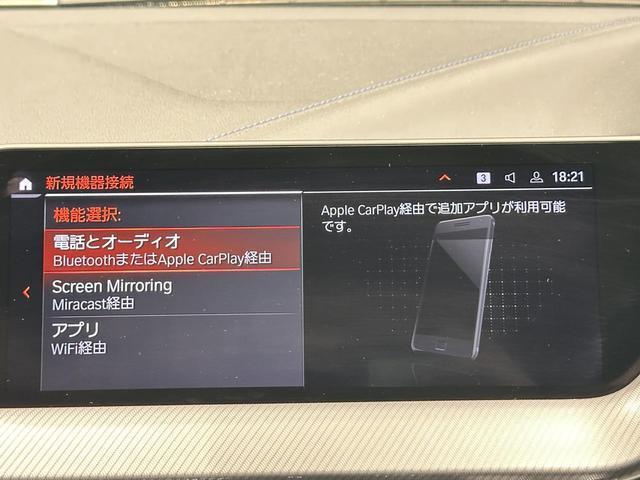 新規機器接続
3 18:21
機能選択:
電話とオーディオ
BluetoothまたはApple CarPlay経由
Screen Mirroring
Miracast経由
アプリ
WiFi経由
Apple CarPlay経由で追加アプリが利用可能
です。